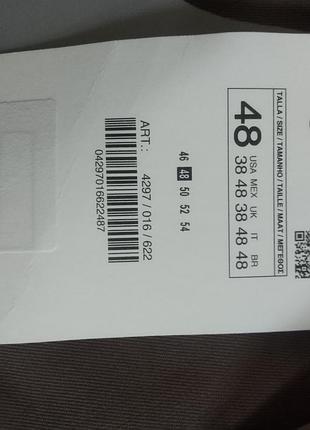 TALLA / SIZE / TAMANHO / TAILLE / MAAT / ΜΕΓΕΘΟΣ
48
USA MEX UK IT BR
38 48 38 48 48
46 48 50 52 54
ART.: 4297 / 016 / 622
04297016622487